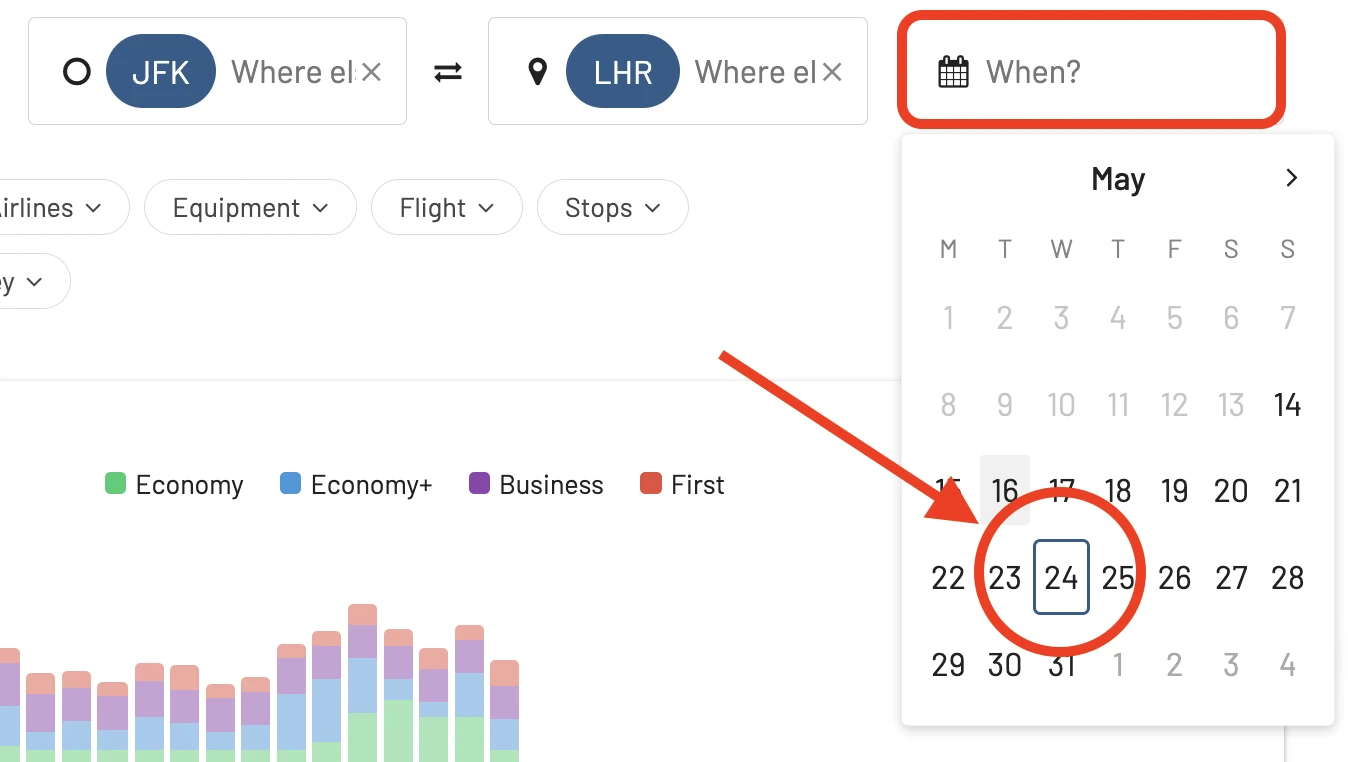 JFK Where el LHR Where el When?
May
irlines Equipment Flight Stops
M T W T F S S
ey
1 2 3 4 5 6 7
8 9 10 11 12 13 14
15 16 17 18 19 20 21
Economy Economy+ Business First
22 23 24 25 26 27 28
29 30 31 1 2 3 4